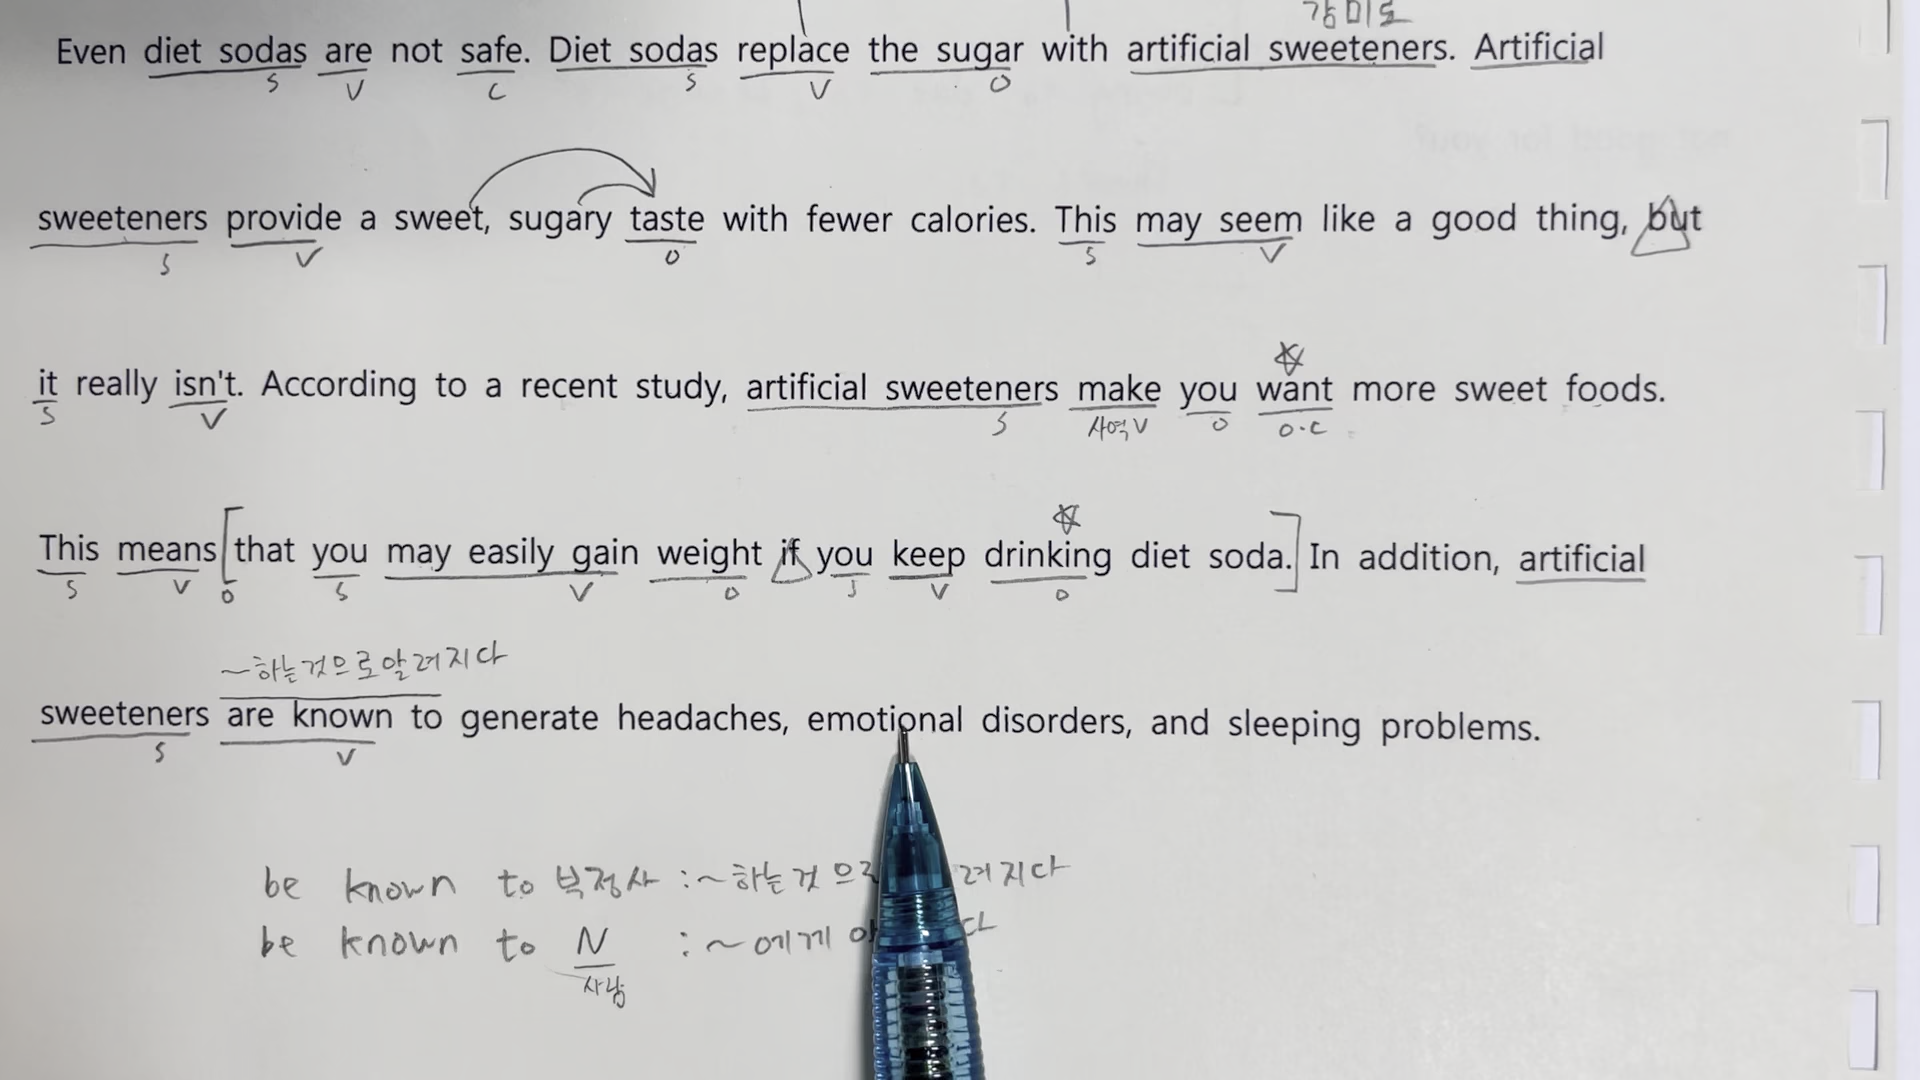 감미료
Even diet sodas are not safe. Diet sodas replace the sugar with artificial sweeteners. Artificial
S V C S V O
sweeteners provide a sweet, sugary taste with fewer calories. This may seem like a good thing, but
S V O S V
it really isn't. According to a recent study, artificial sweeteners make you want more sweet foods.
S V S 사역V O O.C
This means [that you may easily gain weight if you keep drinking diet soda.] In addition, artificial
S V O S V O S V O
~하는것으로알려지다
sweeteners are known to generate headaches, emotional disorders, and sleeping problems.
S V
be known to 부정사 : ~하는것 으로 려지다
be known to N : ~에게 다
사람